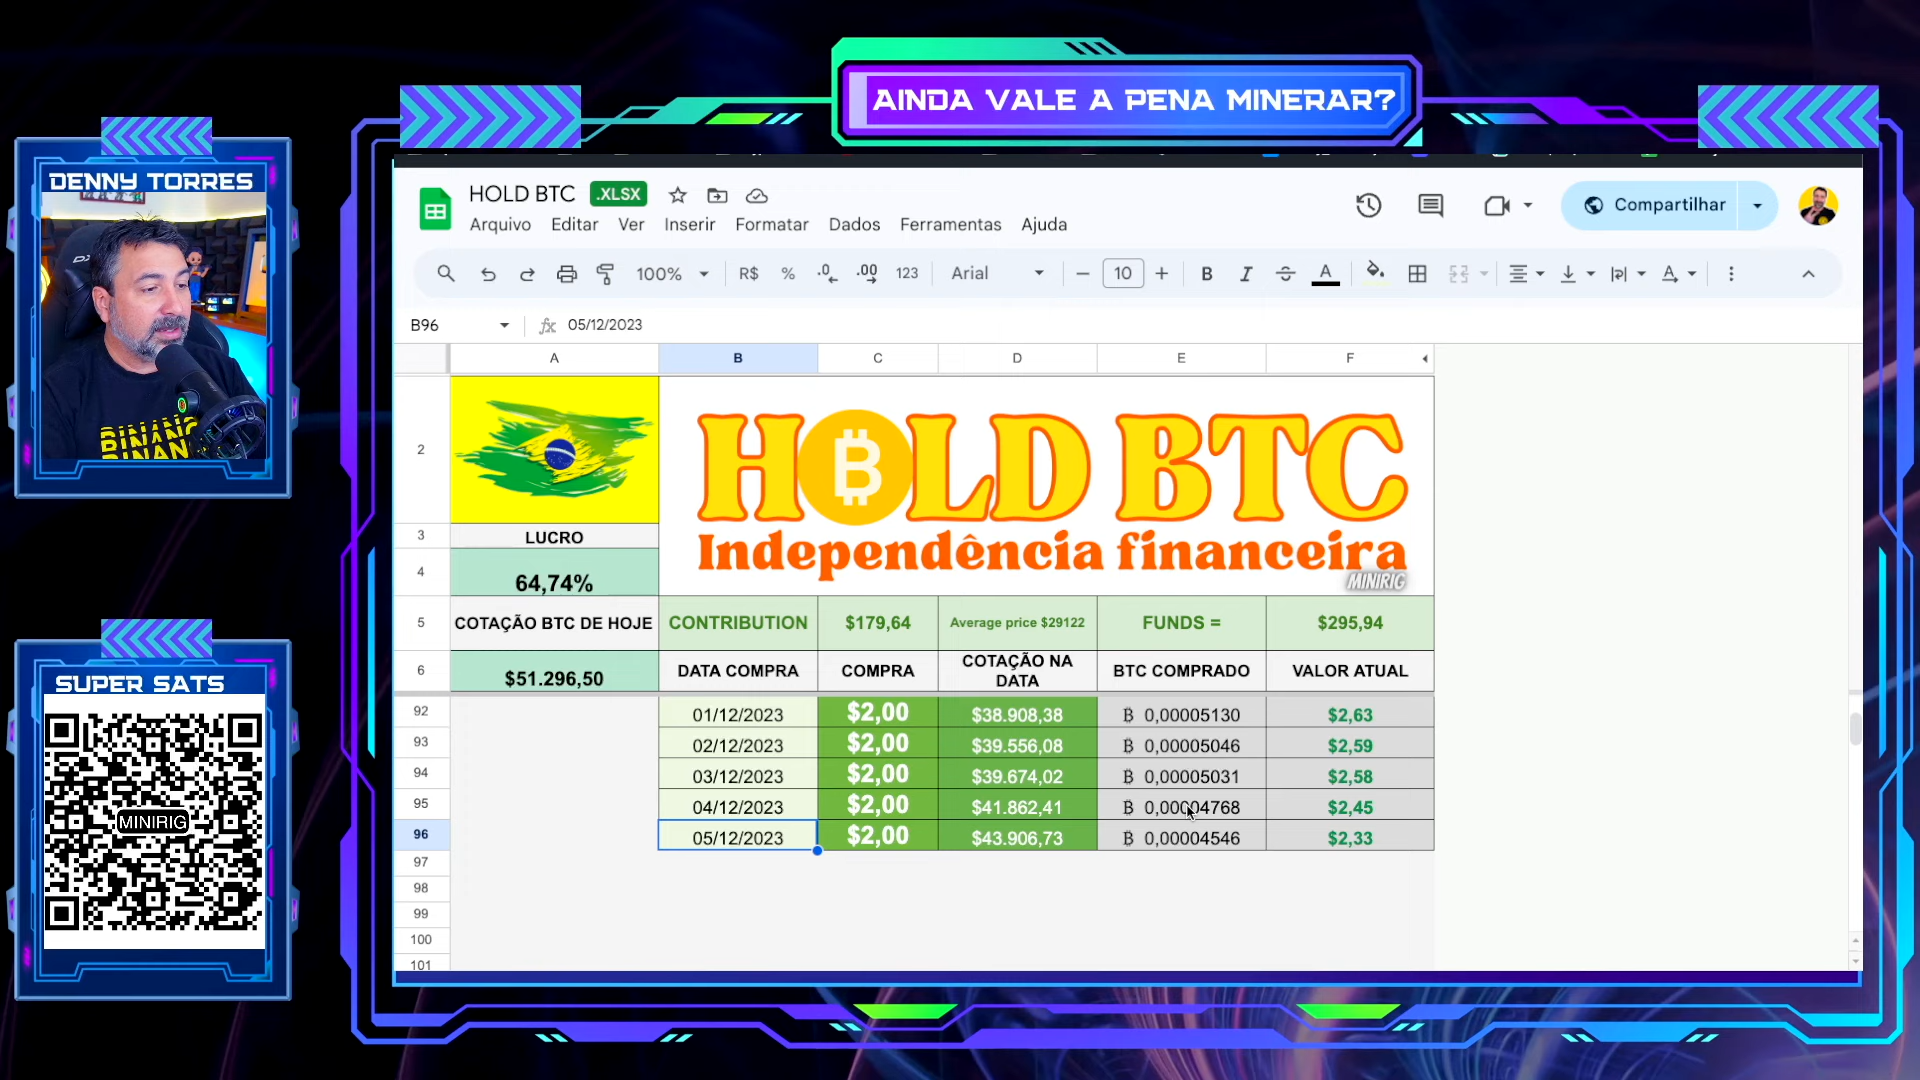 AINDA VALE A PENA MINERAR?
DENNY TORRES
BINANC
BINANC
SUPER SATS
MINIRIG
HOLD BTC .XLSX
Arquivo Editar Ver Inserir Formatar Dados Ferramentas Ajuda
Compartilhar
100% R$ % .0 .00 123 Arial 10 B I S A A
B96 fx 05/12/2023
A B C D E F
2 HOLD BTC
Independência financeira
MINIRIG
3 LUCRO
4 64,74%
5 COTAÇÃO BTC DE HOJE CONTRIBUTION $179,64 Average price $29122 FUNDS = $295,94
6 $51.296,50 DATA COMPRA COMPRA COTAÇÃO NA DATA BTC COMPRADO VALOR ATUAL
92 01/12/2023 $2,00 $38.908,38 ₿ 0,00005130 $2,63
93 02/12/2023 $2,00 $39.556,08 ₿ 0,00005046 $2,59
94 03/12/2023 $2,00 $39.674,02 ₿ 0,00005031 $2,58
95 04/12/2023 $2,00 $41.862,41 ₿ 0,00004768 $2,45
96 05/12/2023 $2,00 $43.906,73 ₿ 0,00004546 $2,33
97
98
99
100
101